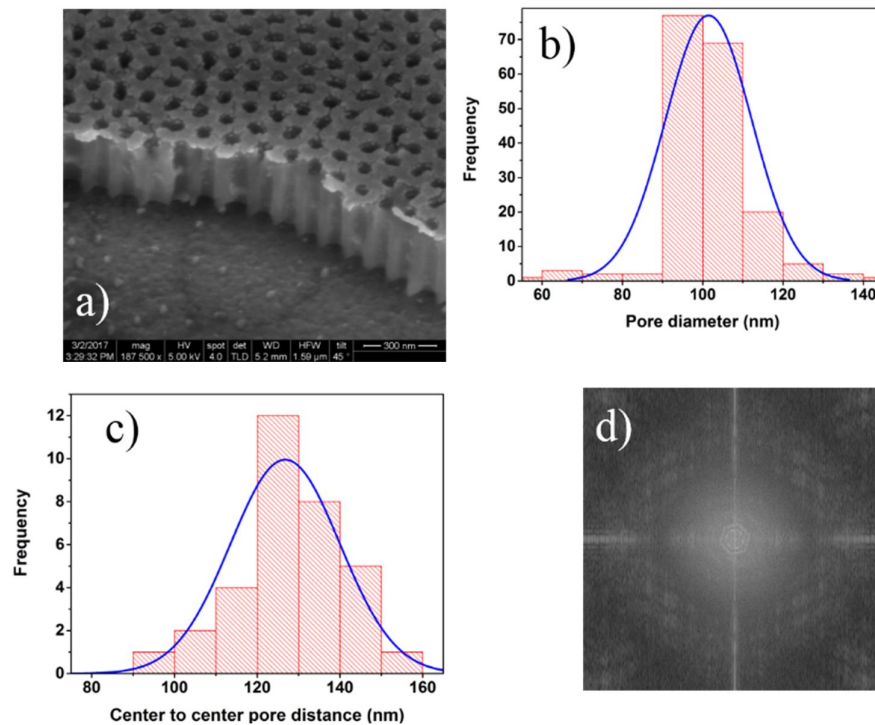 a)
3/2/2017 mag HV spot det WD HFW tilt
3:29:32 PM 187 500 x 5.00 kV 4.0 TLD 5.2 mm 1.59 µm 45 ° 300 nm
b)
Frequency
70
60
50
40
30
20
10
0
60 80 100 120 140
Pore diameter (nm)
c)
Frequency
12
10
8
6
4
2
0
80 100 120 140 160
Center to center pore distance (nm)
d)